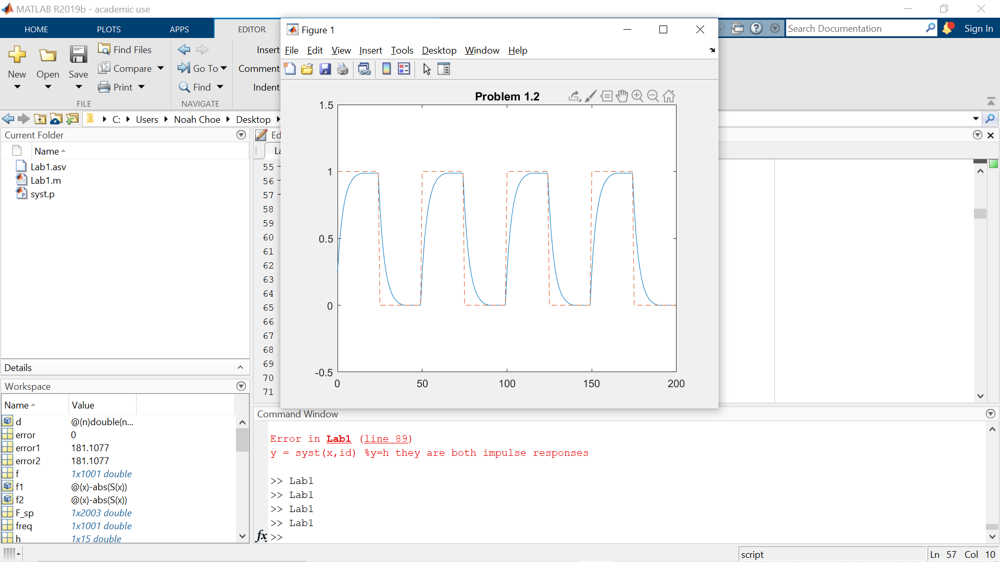 MATLAB R2019b - academic use
HOME PLOTS APPS EDITOR
Search Documentation
Sign In
New
Open
Save
Find Files
Compare
Print
FILE
Go To
Find
NAVIGATE
Insert
Comment
Indent
C: Users Noah Choe Desktop
Current Folder
Name
Lab1.asv
Lab1.m
syst.p
Details
Workspace
Name Value
d @(n)double(n...
error 0
error1 181.1077
error2 181.1077
f 1x1001 double
f1 @(x)-abs(S(x))
f2 @(x)-abs(S(x))
F_sp 1x2003 double
freq 1x1001 double
h 1x15 double
55
56
57
58
59
60
61
62
63
64
65
66
67
68
69
70
71
Figure 1
File Edit View Insert Tools Desktop Window Help
Problem 1.2
1.5
1
0.5
0
-0.5
0 50 100 150 200
Command Window
Error in Lab1 (line 89)
y = syst(x,id) %y=h they are both impulse responses
>> Lab1
>> Lab1
>> Lab1
>> Lab1
fx >>
script
Ln 57 Col 10